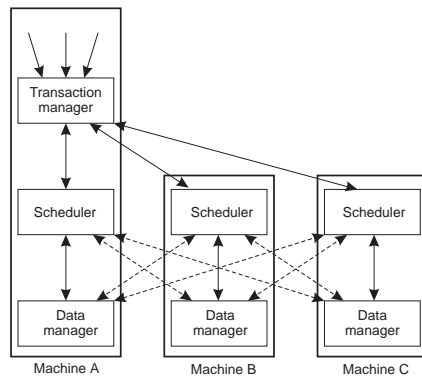 Transaction
manager
Scheduler
Scheduler
Scheduler
Data
manager
Data
manager
Data
manager
Machine A
Machine B
Machine C